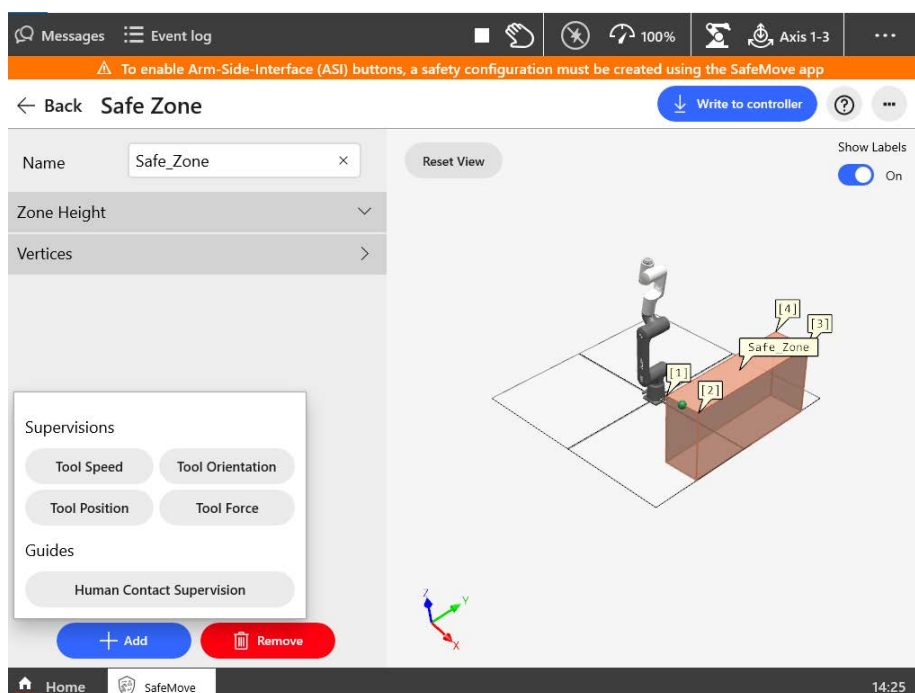 Messages Event log 100% Axis 1-3 ...
To enable Arm-Side-Interface (ASI) buttons, a safety configuration must be created using the SafeMove app
Back Safe Zone Write to controller ? ...
Name Safe_Zone ×
Reset View
Show Labels
On
Zone Height
Vertices
[4]
[3]
Safe_Zone
[1]
[2]
Supervisions
Tool Speed Tool Orientation
Tool Position Tool Force
Guides
Human Contact Supervision
Z
Y
X
+ Add Remove
Home SafeMove 14:25